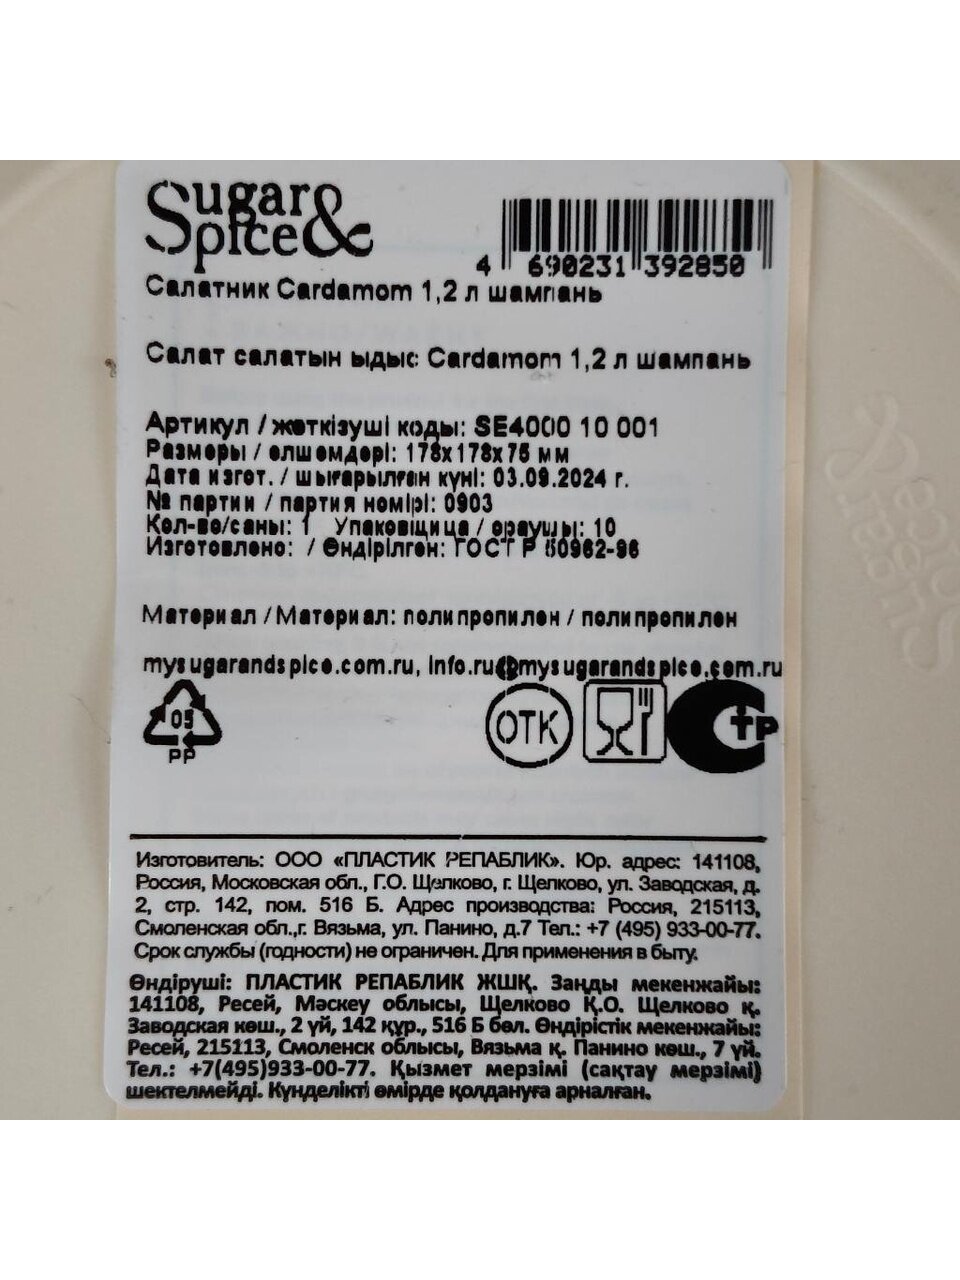 Sugar &
Spice
4 690231 392850
Салатник Cardamom 1,2 л шампань
Салат салатын ыдыс Cardamom 1,2 л шампань
Артикул / жеткізуші коды: SE4000 10 001
Размеры / өлшемдері: 178х178х75 мм
Дата изгот. / шығарылған күні: 03.09.2024 г.
№ партии / партия номірі: 0903
Кол-во/саны: 1 Упаковщица / ораушы: 10
Изготовлено: / Өндірілген: ГОСТ Р 50962-96
Материал / Материал: полипропилен / полипропилен
mysugarandspice.com.ru, info.ru@mysugarandspice.com.ru
05
PP
ОТК
СТР
Изготовитель: ООО «ПЛАСТИК РЕПАБЛИК». Юр. адрес: 141108,
Россия, Московская обл., Г.О. Щелково, г. Щелково, ул. Заводская, д.
2, стр. 142, пом. 516 Б. Адрес производства: Россия, 215113,
Смоленская обл.,г. Вязьма, ул. Панино, д.7 Тел.: +7 (495) 933-00-77.
Срок службы (годности) не ограничен. Для применения в быту.
Өндіруші: ПЛАСТИК РЕПАБЛИК ЖШҚ. Заңды мекенжайы:
141108, Ресей, Мәскеу облысы, Щелково Қ.О. Щелково қ.
Заводская көш., 2 үй, 142 құр., 516 Б бөл. Өндірістік мекенжайы:
Ресей, 215113, Смоленск облысы, Вязьма қ. Панино көш., 7 үй.
Тел.: +7(495)933-00-77. Қызмет мерзімі (сақтау мерзімі)
шектелмейді. Күнделікті өмірде қолдануға арналған.